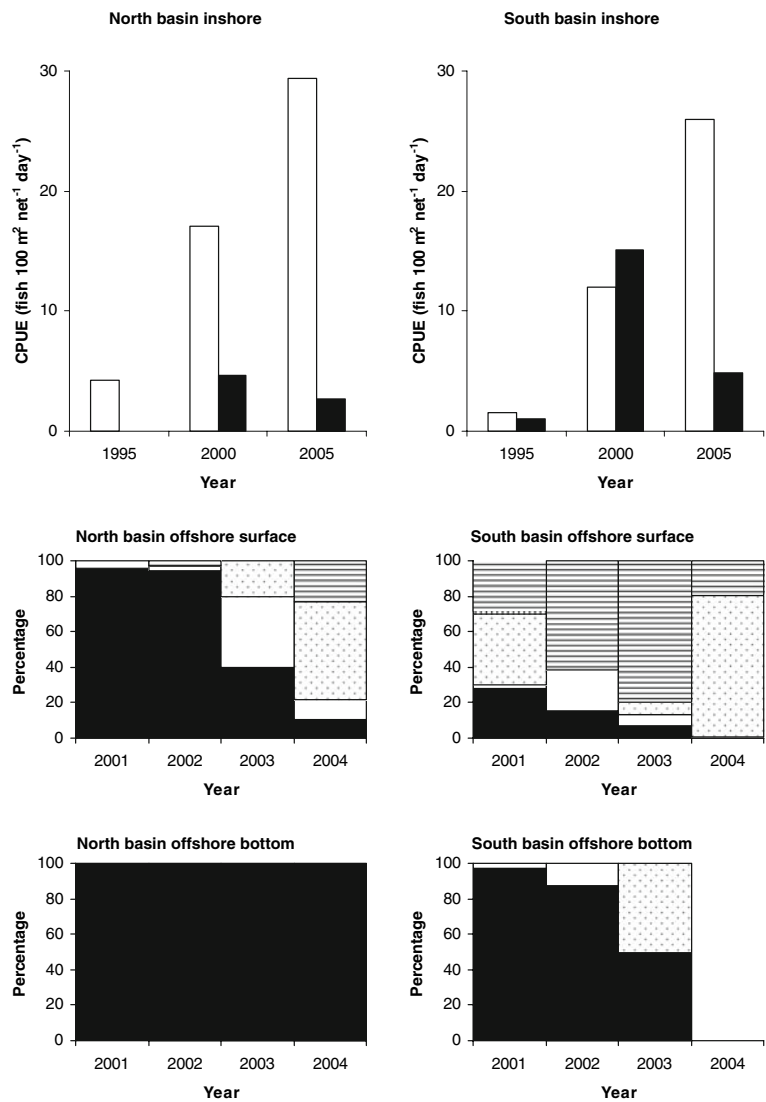 North basin inshore
South basin inshore
CPUE (fish 100 m² net⁻¹ day⁻¹)
30
20
10
0
1995 2000 2005
Year
CPUE (fish 100 m² net⁻¹ day⁻¹)
30
20
10
0
1995 2000 2005
Year
North basin offshore surface
Percentage
100
80
60
40
20
0
2001 2002 2003 2004
Year
South basin offshore surface
Percentage
100
80
60
40
20
0
2001 2002 2003 2004
Year
North basin offshore bottom
Percentage
100
80
60
40
20
0
2001 2002 2003 2004
Year
South basin offshore bottom
Percentage
100
80
60
40
20
0
2001 2002 2003 2004
Year